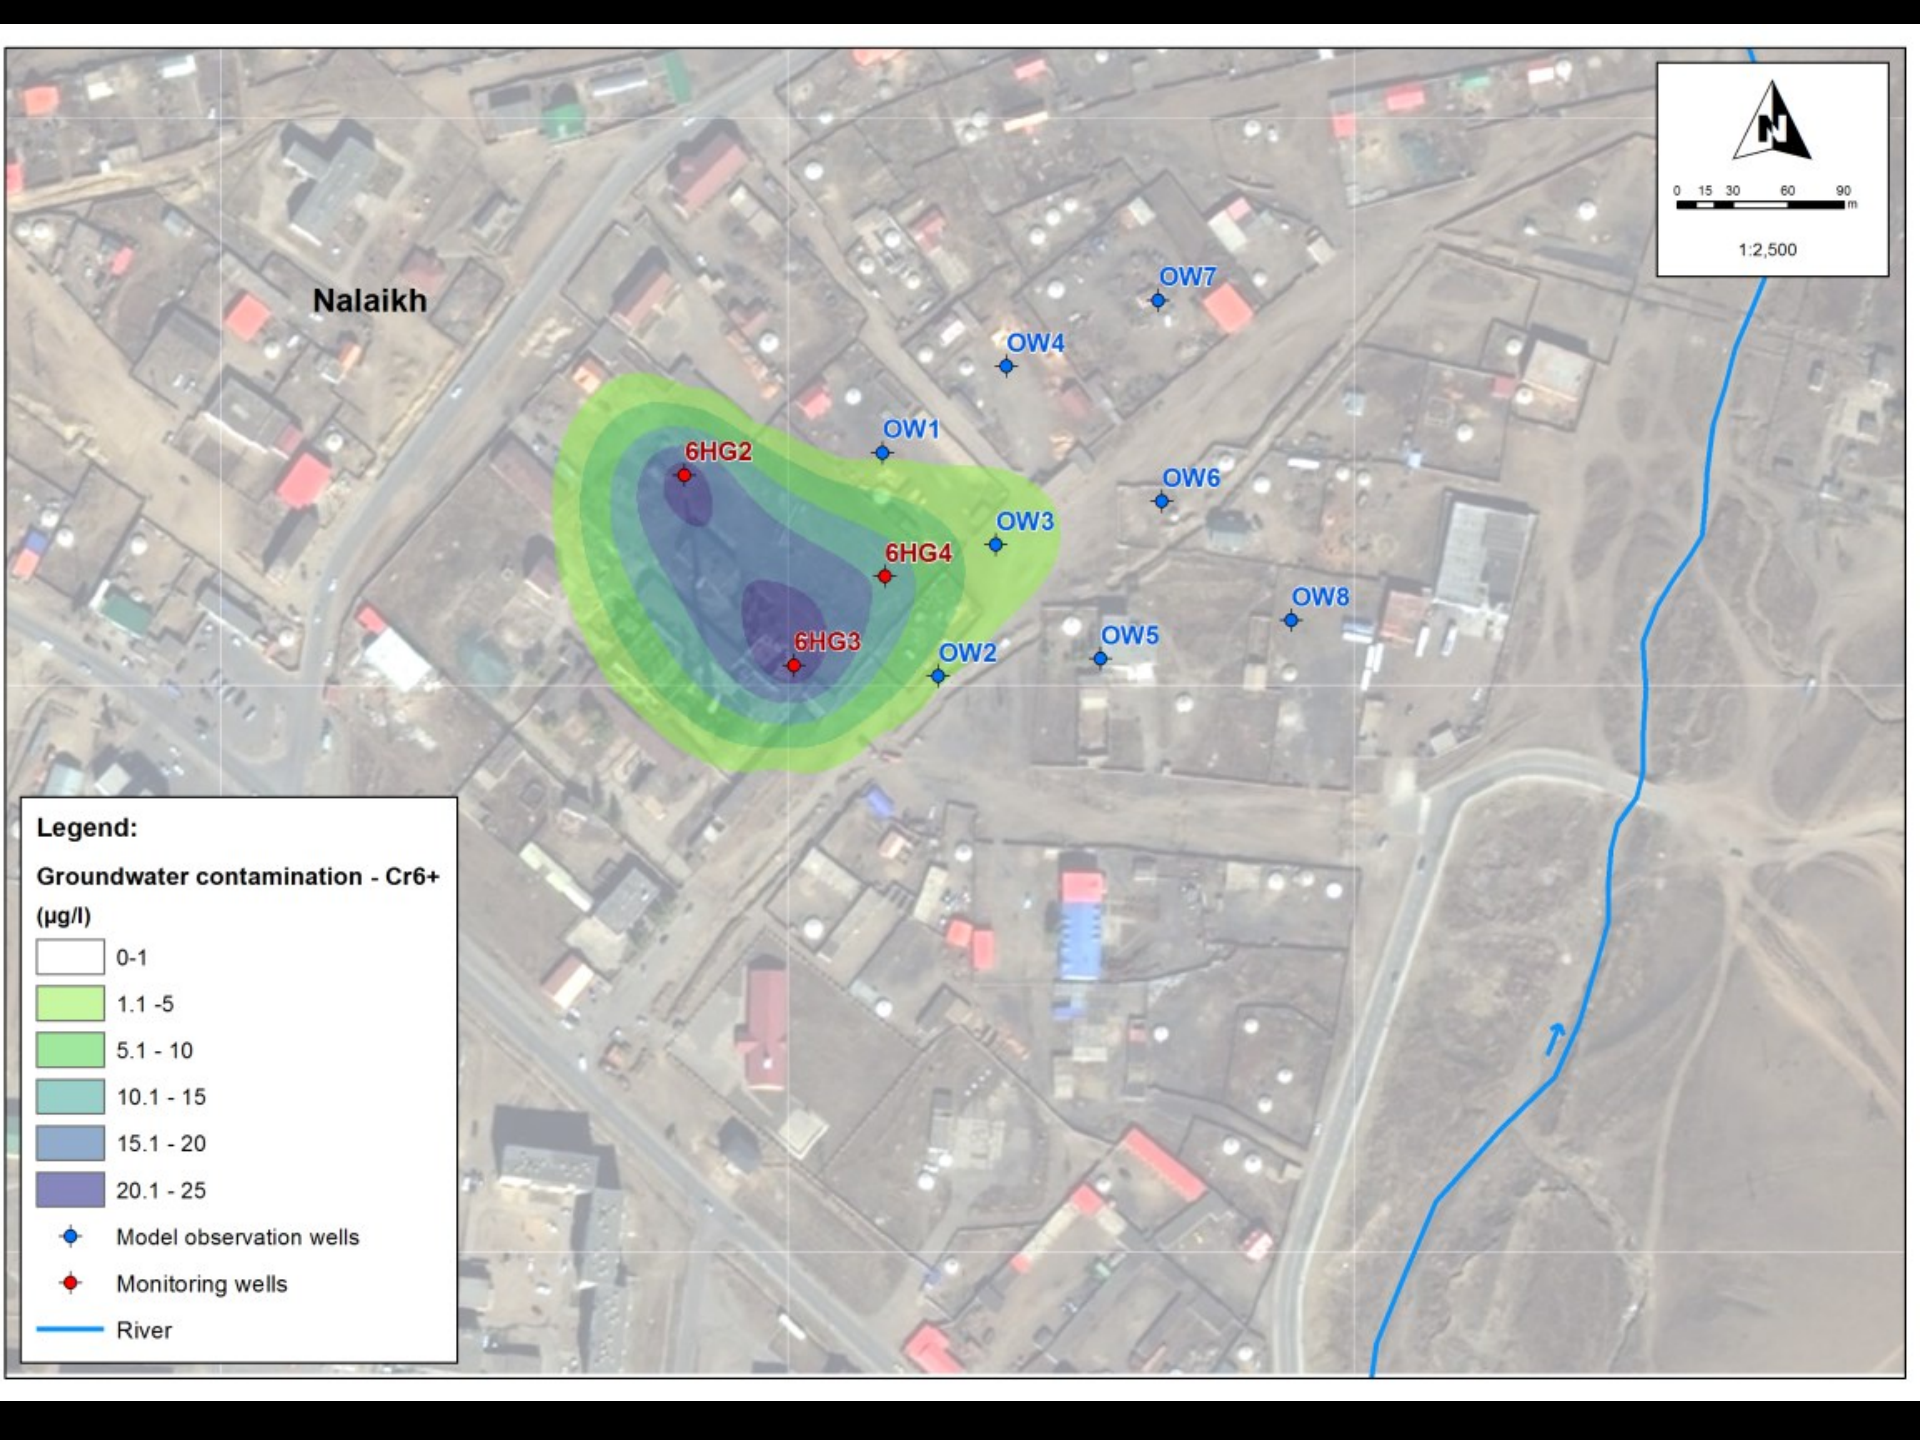 N
0 15 30 60 90
m
1:2,500
Nalaikh
OW7
OW4
OW1
6HG2
OW6
OW3
6HG4
OW8
OW5
6HG3
OW2
Legend:
Groundwater contamination - Cr6+
(µg/l)
0-1
1.1 -5
5.1 - 10
10.1 - 15
15.1 - 20
20.1 - 25
Model observation wells
Monitoring wells
River